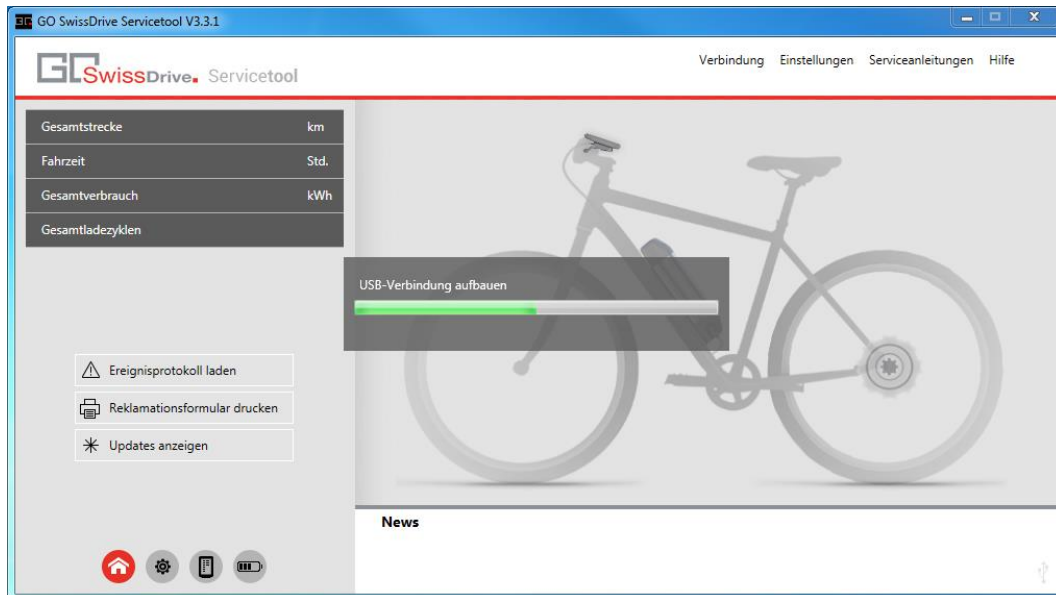 GO SwissDrive Servicetool V3.3.1
GO SwissDrive. Servicetool
Verbindung Einstellungen Serviceanleitungen Hilfe
Gesamtstrecke km
Fahrzeit Std.
Gesamtverbrauch kWh
Gesamtladezyklen
USB-Verbindung aufbauen
Ereignisprotokoll laden
Reklamationsformular drucken
Updates anzeigen
News